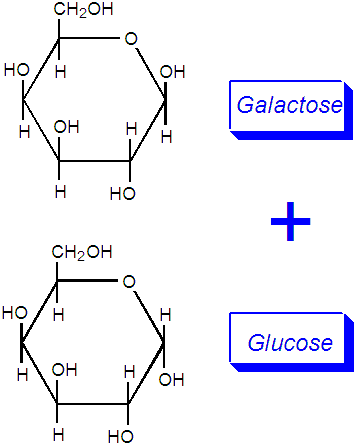 CH2OH
O
HO H OH
Galactose
OH H H
H HO
+
CH2OH
O
HO H H
Glucose
H OH H OH
H HO